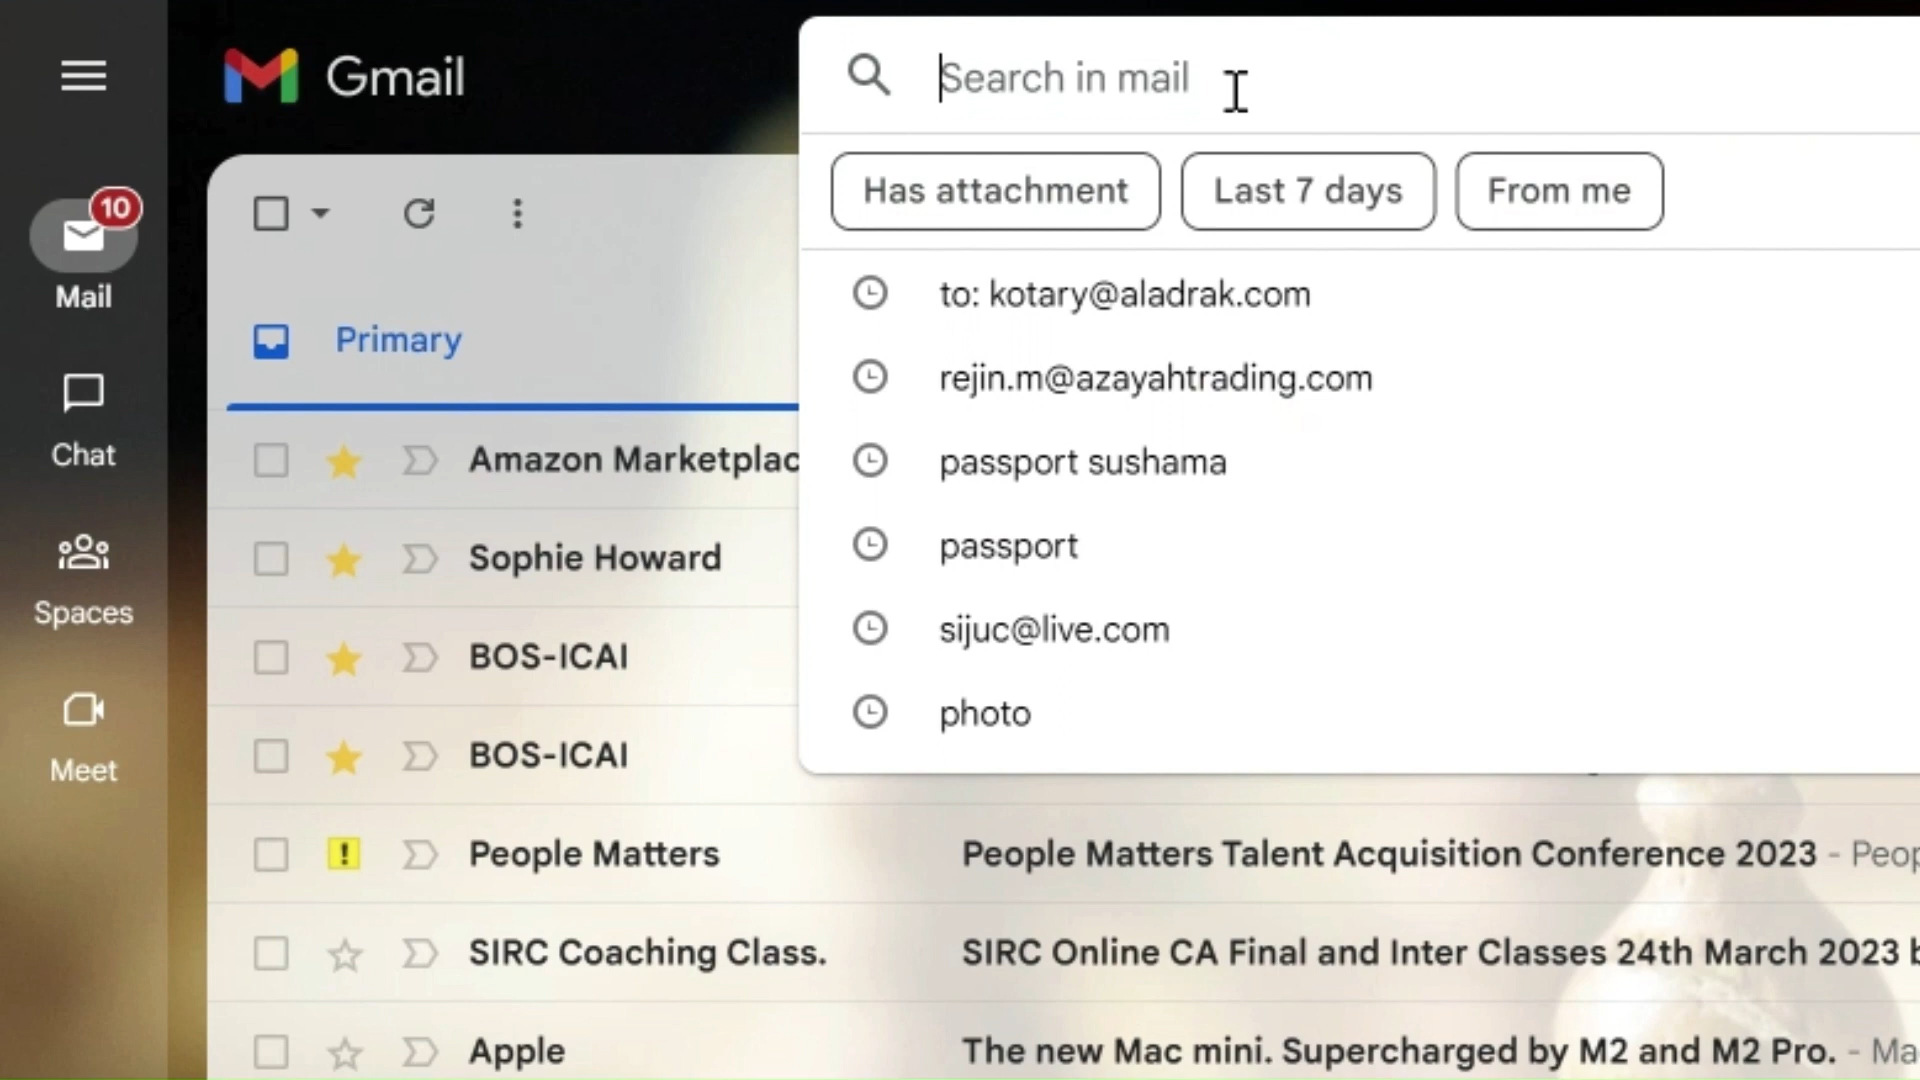 Gmail
Search in mail
Has attachment
Last 7 days
From me
10
Mail
Chat
Spaces
Meet
to: kotary@aladrak.com
rejin.m@azayahtrading.com
passport sushama
passport
sijuc@live.com
photo
Primary
Amazon Marketplac
Sophie Howard
BOS-ICAI
BOS-ICAI
People Matters People Matters Talent Acquisition Conference 2023 - Peop
SIRC Coaching Class. SIRC Online CA Final and Inter Classes 24th March 2023 b
Apple The new Mac mini. Supercharged by M2 and M2 Pro. - Ma